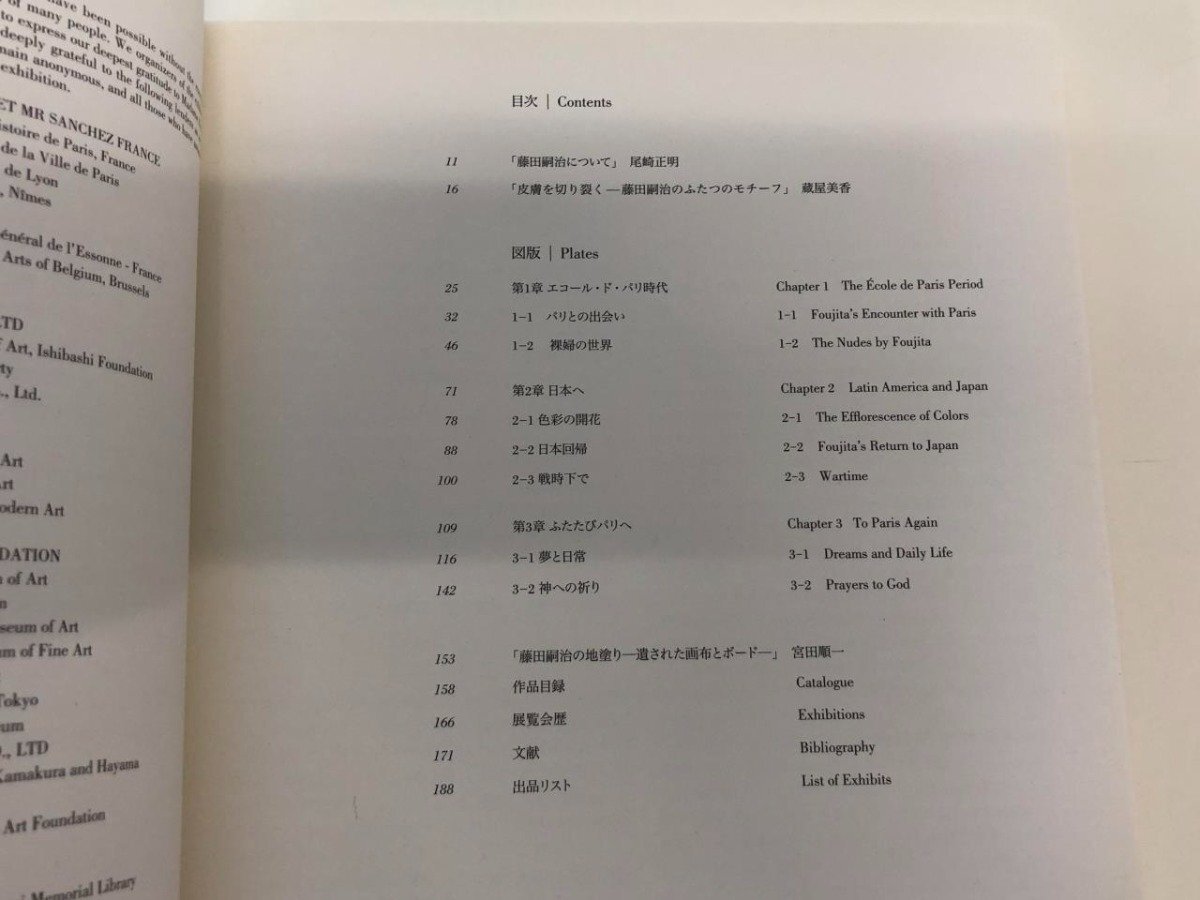 have been possible without the
of many people. We organizers of the
to express our deepest gratitude to
deeply grateful to the following lenders
main anonymous, and all those who have
exhibition.
ET MR SANCHEZ FRANCE
istoire de Paris, France
de la Ville de Paris
de Lyon
, Nîmes
énéral de l'Essonne - France
Arts of Belgium, Brussels
LTD
f Art, Ishibashi Foundation
ty
., Ltd.
Art
rt
odern Art
DATION
n of Art
n
seum of Art
um of Fine Art
Tokyo
um
O., LTD
Kamakura and Hayama
Art Foundation
Memorial Library
目次 | Contents
11 「藤田嗣治について」 尾崎正明
16 「皮膚を切り裂く―藤田嗣治のふたつのモチーフ」 蔵屋美香
図版 | Plates
25 第1章 エコール・ド・パリ時代 Chapter 1 The École de Paris Period
32 1-1 パリとの出会い 1-1 Foujita's Encounter with Paris
46 1-2 裸婦の世界 1-2 The Nudes by Foujita
71 第2章 日本へ Chapter 2 Latin America and Japan
78 2-1 色彩の開花 2-1 The Efflorescence of Colors
88 2-2 日本回帰 2-2 Foujita's Return to Japan
100 2-3 戦時下で 2-3 Wartime
109 第3章 ふたたびパリへ Chapter 3 To Paris Again
116 3-1 夢と日常 3-1 Dreams and Daily Life
142 3-2 神への祈り 3-2 Prayers to God
153 「藤田嗣治の地塗り―遺された画布とボード―」 宮田順一
158 作品目録 Catalogue
166 展覧会歴 Exhibitions
171 文献 Bibliography
188 出品リスト List of Exhibits